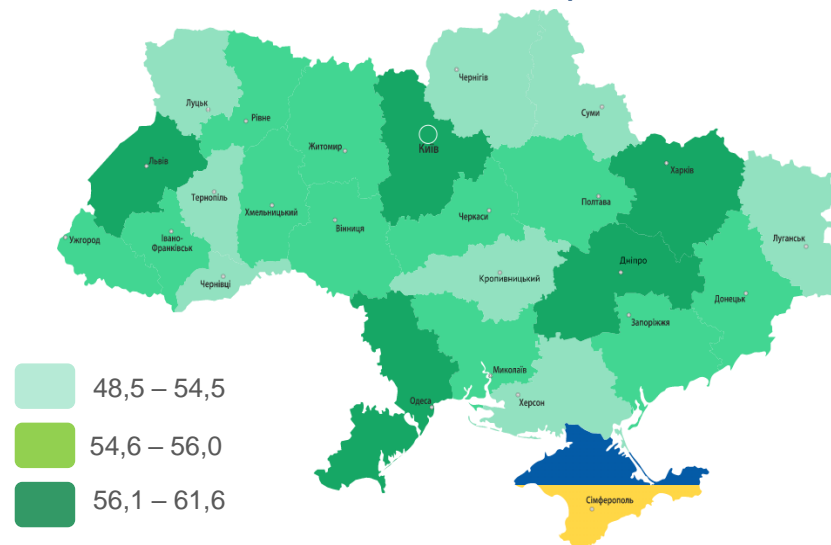 Чернігів
Луцьк
Суми
Рівне
Київ
Житомир
Львів
Харків
Тернопіль
Хмельницький
Полтава
Черкаси
Вінниця
Івано-
Франківськ
Ужгород
Луганськ
Дніпро
Кропивницький
Чернівці
Донецьк
Запоріжжя
Миколаїв
Одеса
Херсон
Сімферополь
48,5 – 54,5
54,6 – 56,0
56,1 – 61,6